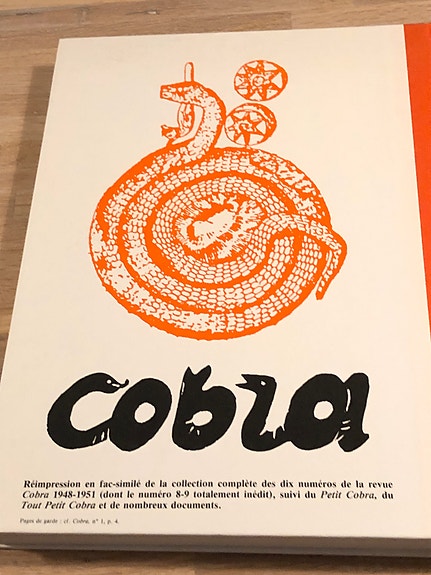 cobra
Réimpression en fac-similé de la collection complète des dix numéros de la revue
Cobra 1948-1951 (dont le numéro 8-9 totalement inédit), suivi du Petit Cobra, du
Tout Petit Cobra et de nombreux documents.
Pages de garde : cf. Cobra, n° 1, p. 4.